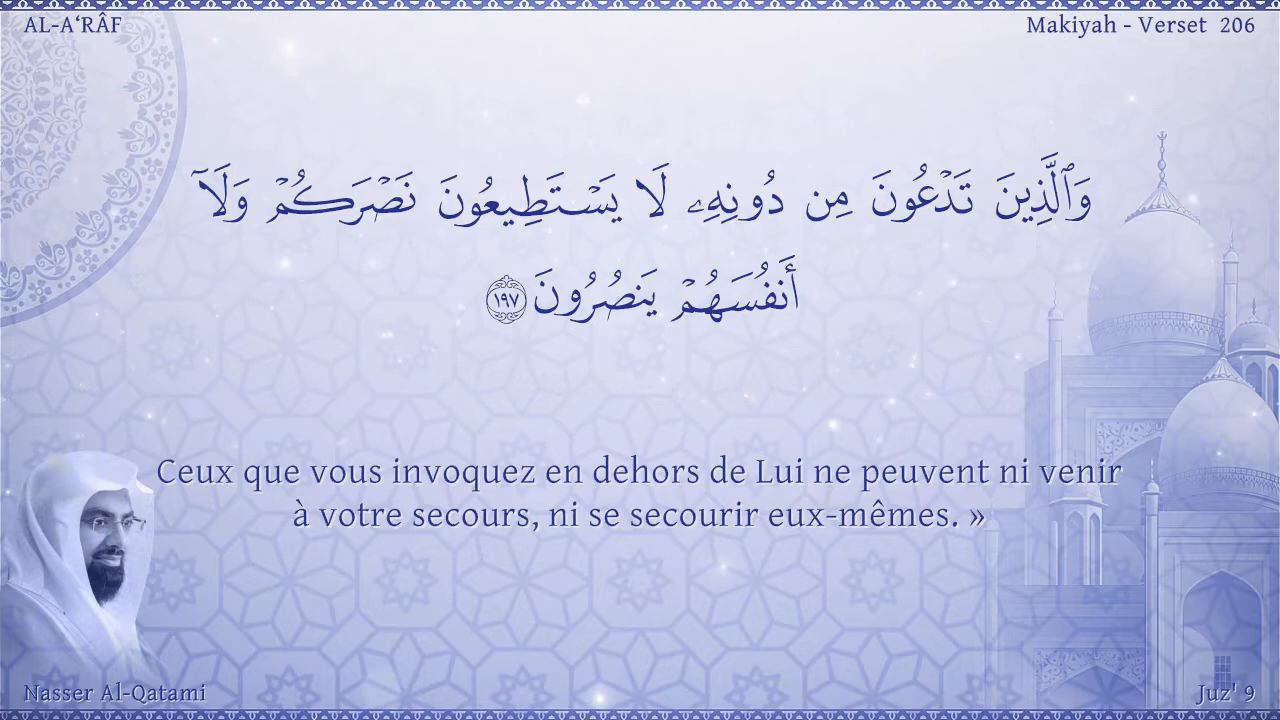 AL-A‘RÂF
Makiyah - Verset 206
وَٱلَّذِينَ تَدْعُونَ مِن دُونِهِۦ لَا يَسْتَطِيعُونَ نَصْرَكُمْ وَلَآ
أَنفُسَهُمْ يَنصُرُونَ ١٩٧
Ceux que vous invoquez en dehors de Lui ne peuvent ni venir
à votre secours, ni se secourir eux-mêmes. »
Nasser Al-Qatami
Juz' 9